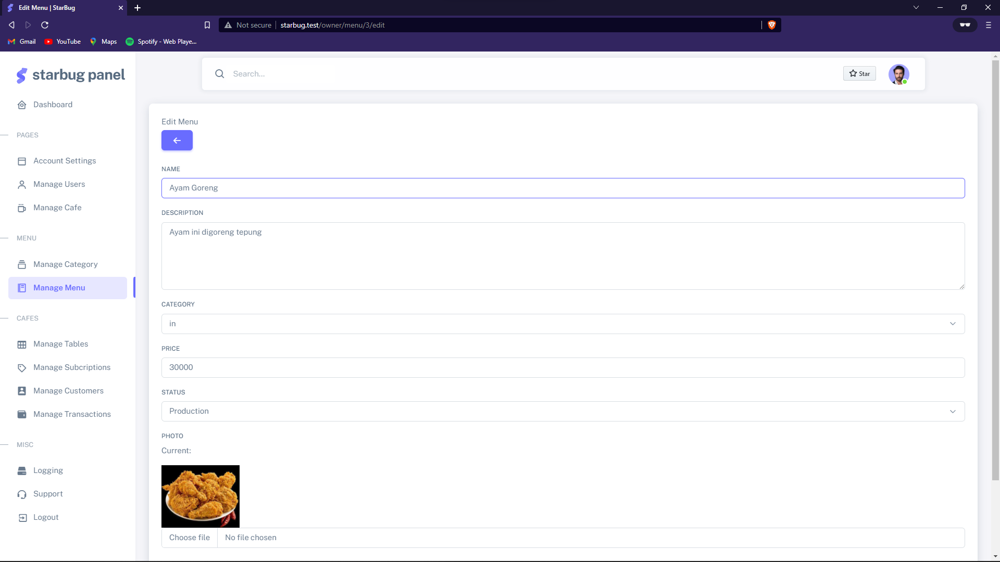 Edit Menu | StarBug
Not secure
starbug.test/owner/menu/3/edit
Gmail
YouTube
Maps
Spotify - Web Playe...
starbug panel
Dashboard
PAGES
Account Settings
Manage Users
Manage Cafe
MENU
Manage Category
Manage Menu
CAFES
Manage Tables
Manage Subcriptions
Manage Customers
Manage Transactions
MISC
Logging
Support
Logout
Search...
Star
Edit Menu
NAME
Ayam Goreng
DESCRIPTION
Ayam ini digoreng tepung
CATEGORY
in
PRICE
30000
STATUS
Production
PHOTO
Current:
Choose file
No file chosen